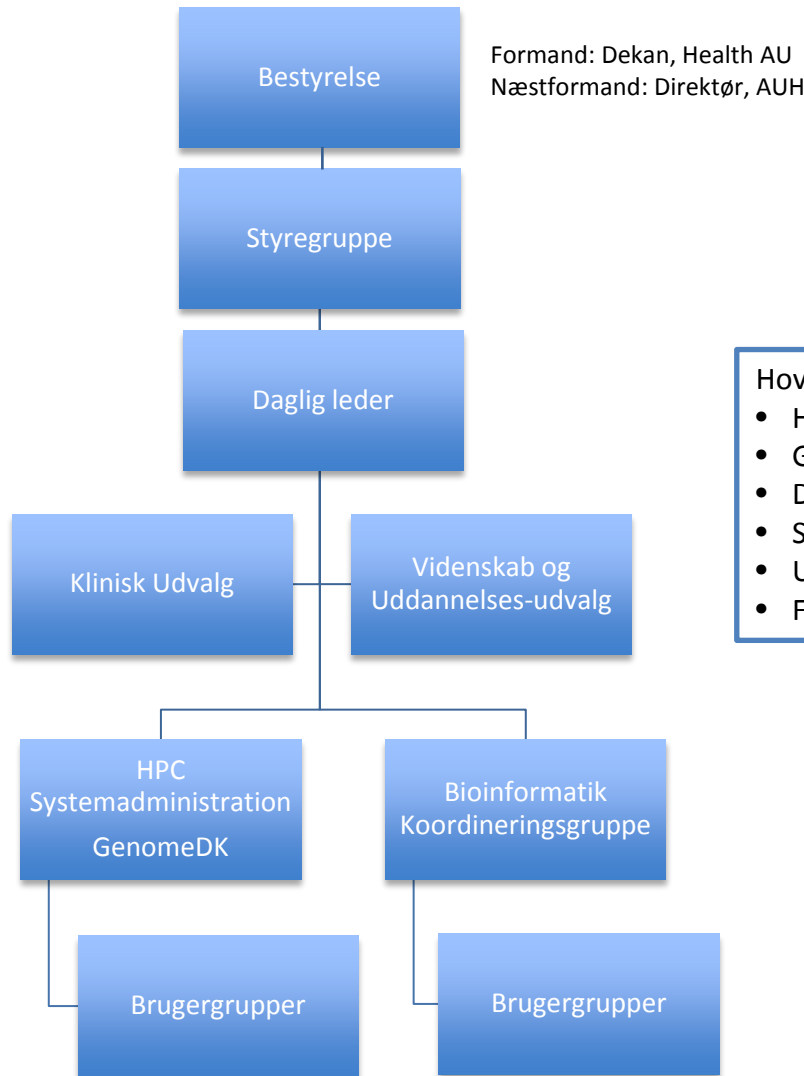 Bestyrelse
Formand: Dekan, Health AU
Næstformand: Direktør, AUH
Styregruppe
Daglig leder
Klinisk Udvalg
Videnskab og
Uddannelses-udvalg
HPC
Systemadministration
GenomeDK
Bioinformatik
Koordineringsgruppe
Brugergrupper
Brugergrupper